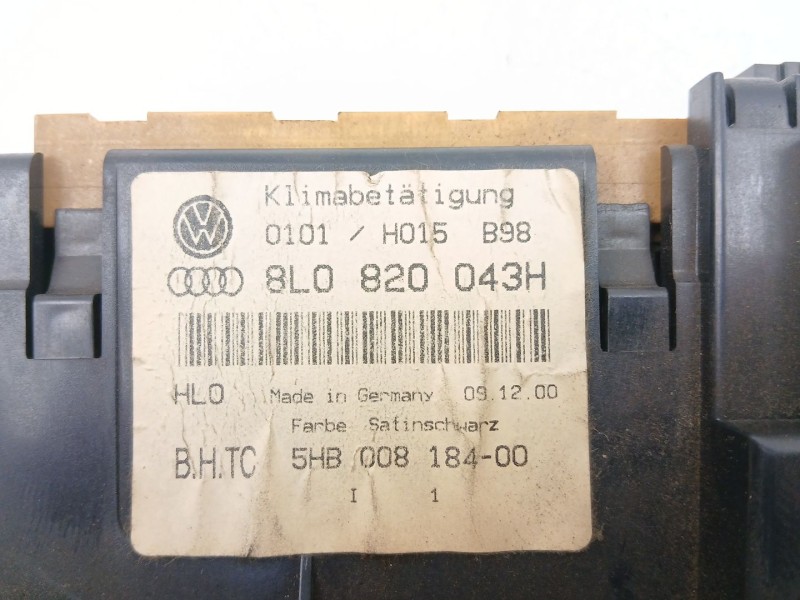 Klimabetätigung
0101 / H015 B98
8L0 820 043H
HLO Made in Germany 09.12.00
Farbe Satinschwarz
B.H.TC 5HB 008 184-00
I 1